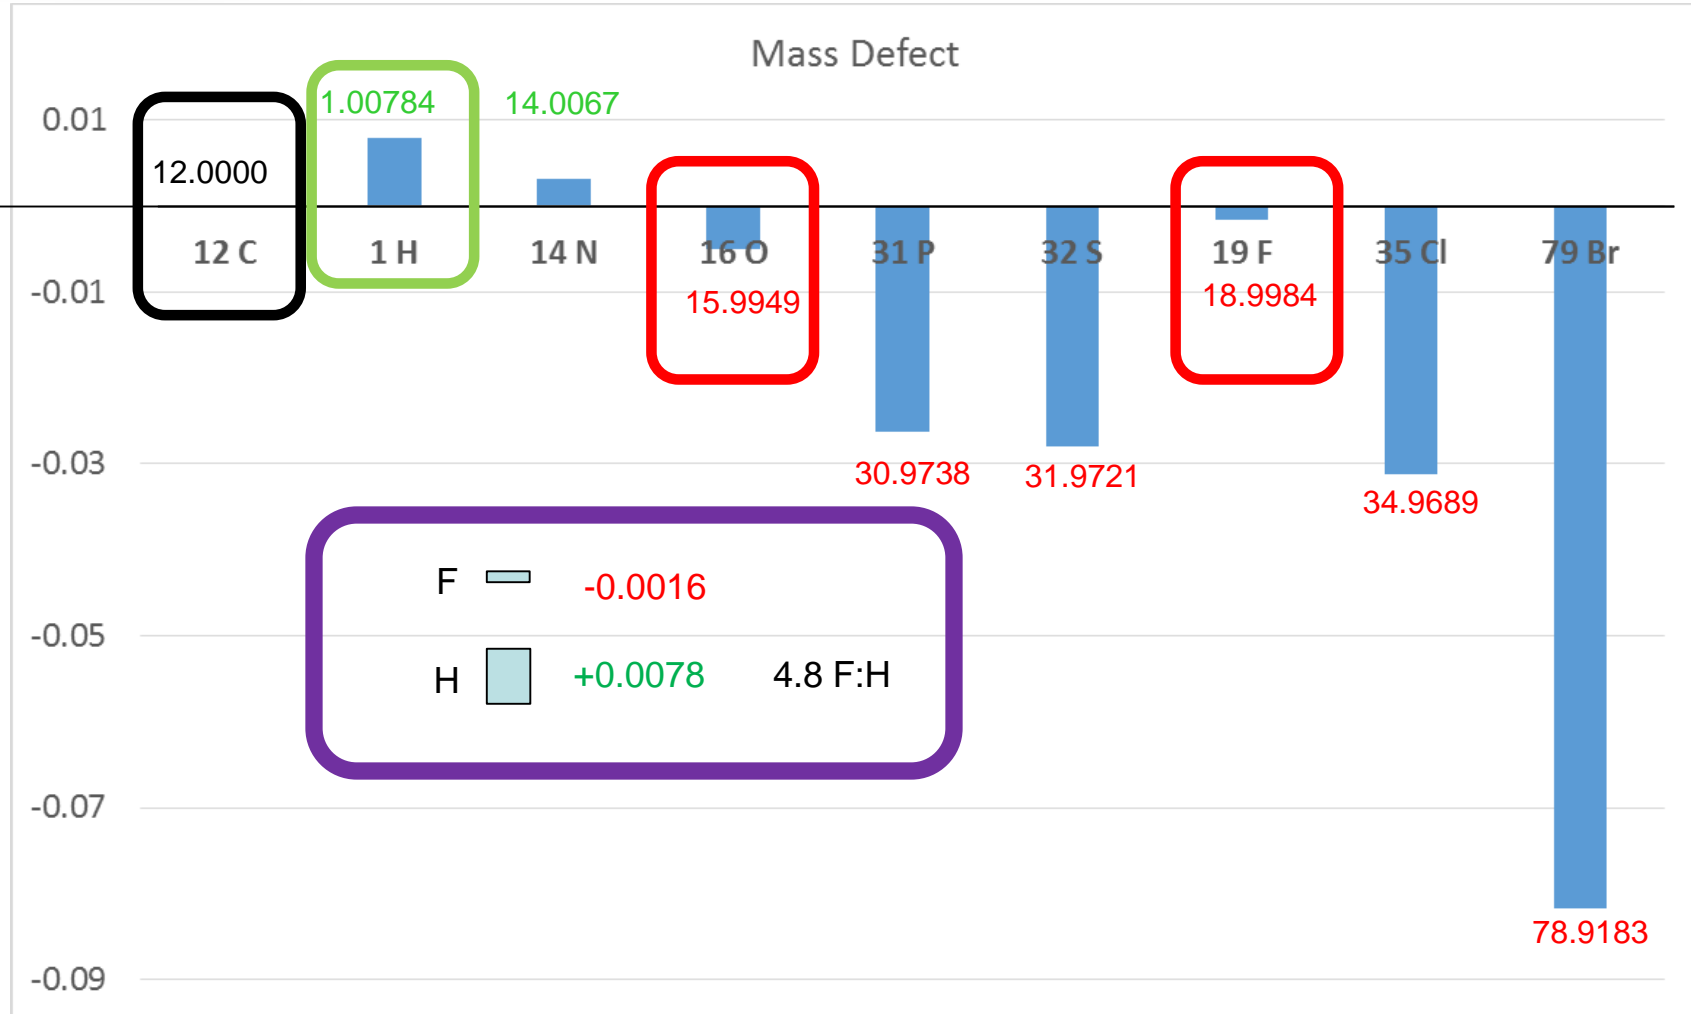 Mass Defect
0.01
1.00784
14.0067
12.0000
12 C
1 H
14 N
16 O
31 P
32 S
19 F
35 Cl
79 Br
-0.01
15.9949
18.9984
-0.03
30.9738
31.9721
34.9689
F
-0.0016
-0.05
H
+0.0078
4.8 F:H
-0.07
78.9183
-0.09